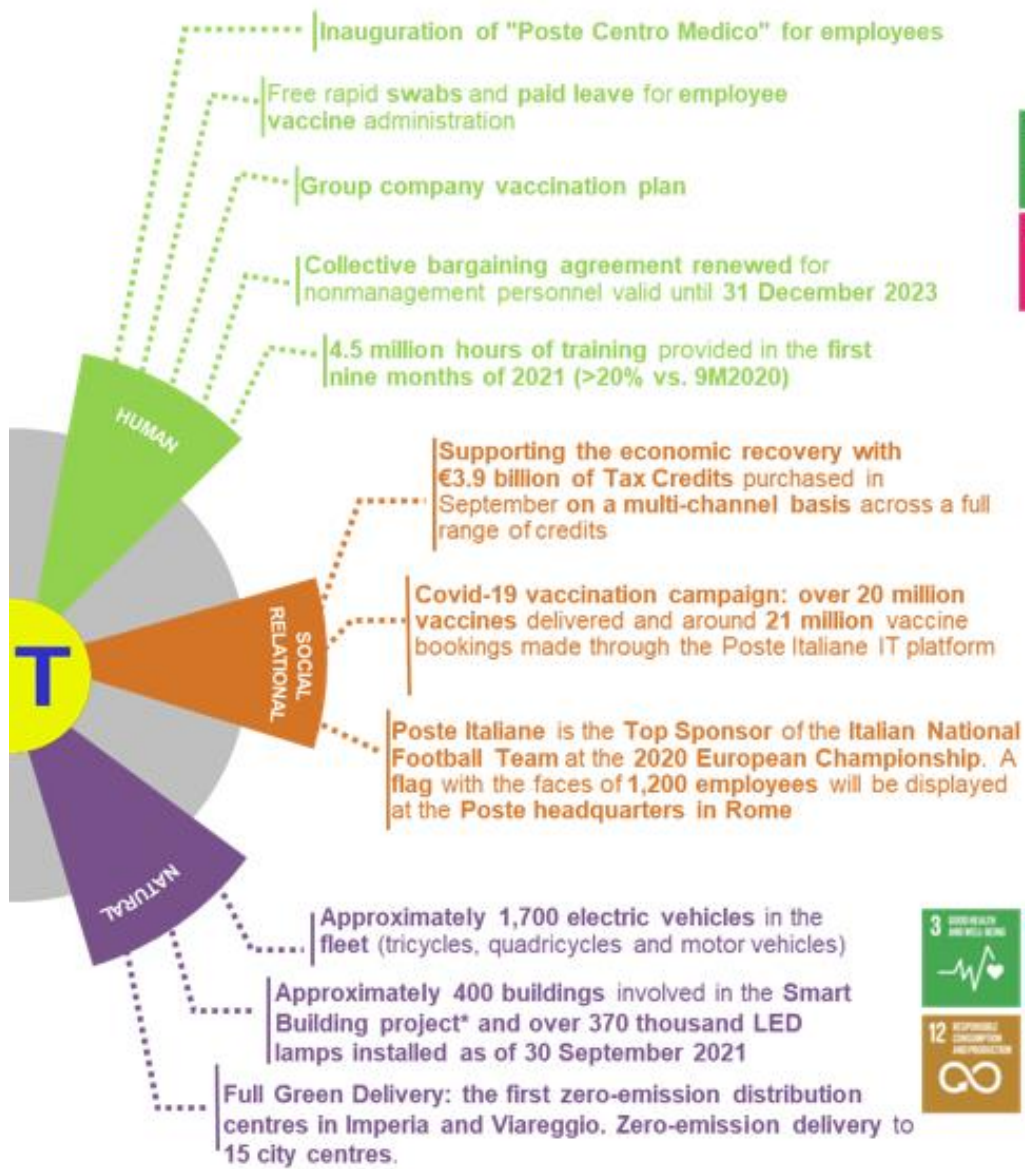 Inauguration of "Poste Centro Medico" for employees
Free rapid swabs and paid leave for employee
vaccine administration
Group company vaccination plan
Collective bargaining agreement renewed for
nonmanagement personnel valid until 31 December 2023
4.5 million hours of training provided in the first
nine months of 2021 (>20% vs. 9M2020)
HUMAN
Supporting the economic recovery with
€3.9 billion of Tax Credits purchased in
September on a multi-channel basis across a full
range of credits
Covid-19 vaccination campaign: over 20 million
vaccines delivered and around 21 million vaccine
bookings made through the Poste Italiane IT platform
SOCIAL
RELATIONAL
T
Poste Italiane is the Top Sponsor of the Italian National
Football Team at the 2020 European Championship. A
flag with the faces of 1,200 employees will be displayed
at the Poste headquarters in Rome
NATURAL
Approximately 1,700 electric vehicles in the
fleet (tricycles, quadricycles and motor vehicles)
3 GOOD HEALTH
AND WELL-BEING
Approximately 400 buildings involved in the Smart
Building project* and over 370 thousand LED
lamps installed as of 30 September 2021
12 RESPONSIBLE
CONSUMPTION
AND PRODUCTION
Full Green Delivery: the first zero-emission distribution
centres in Imperia and Viareggio. Zero-emission delivery to
15 city centres.